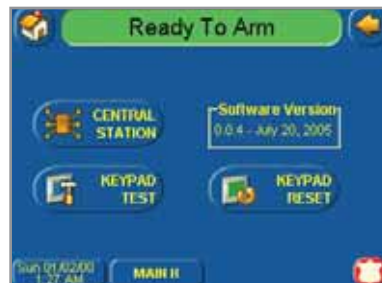 Ready To Arm
CENTRAL
STATION
Software Version
0.0.4 - July 20, 2005
KEYPAD
TEST
KEYPAD
RESET
Sun 01/02/00
1:27 AM
MAIN H